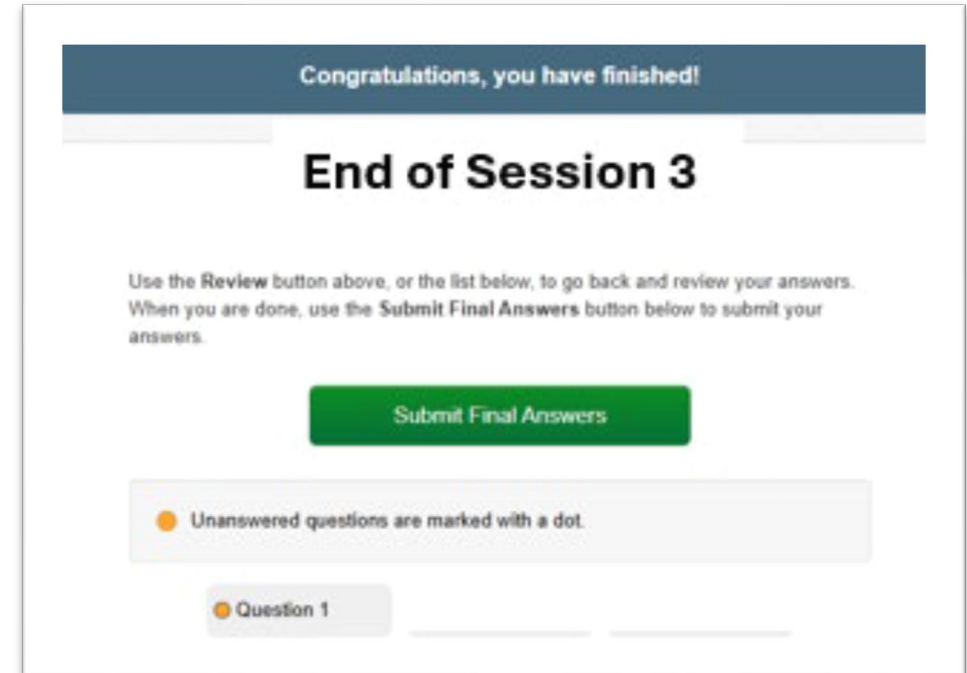 Congratulations, you have finished!
End of Session 3
Use the Review button above, or the list below, to go back and review your answers.
When you are done, use the Submit Final Answers button below to submit your
answers.
Submit Final Answers
Unanswered questions are marked with a dot.
Question 1